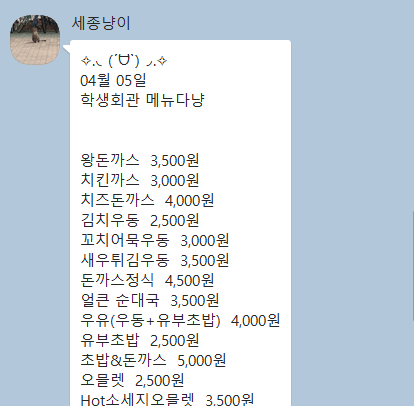 세종냥이
✧.◟(ˊᗨˋ)◞.✧
04월 05일
학생회관 메뉴다냥
왕돈까스 3,500원
치킨까스 3,000원
치즈돈까스 4,000원
김치우동 2,500원
꼬치어묵우동 3,000원
새우튀김우동 3,500원
돈까스정식 4,500원
얼큰 순대국 3,500원
우유(우동+유부초밥) 4,000원
유부초밥 2,500원
초밥&돈까스 5,000원
오믈렛 2,500원
Hot소세지오믈렛 3,500원